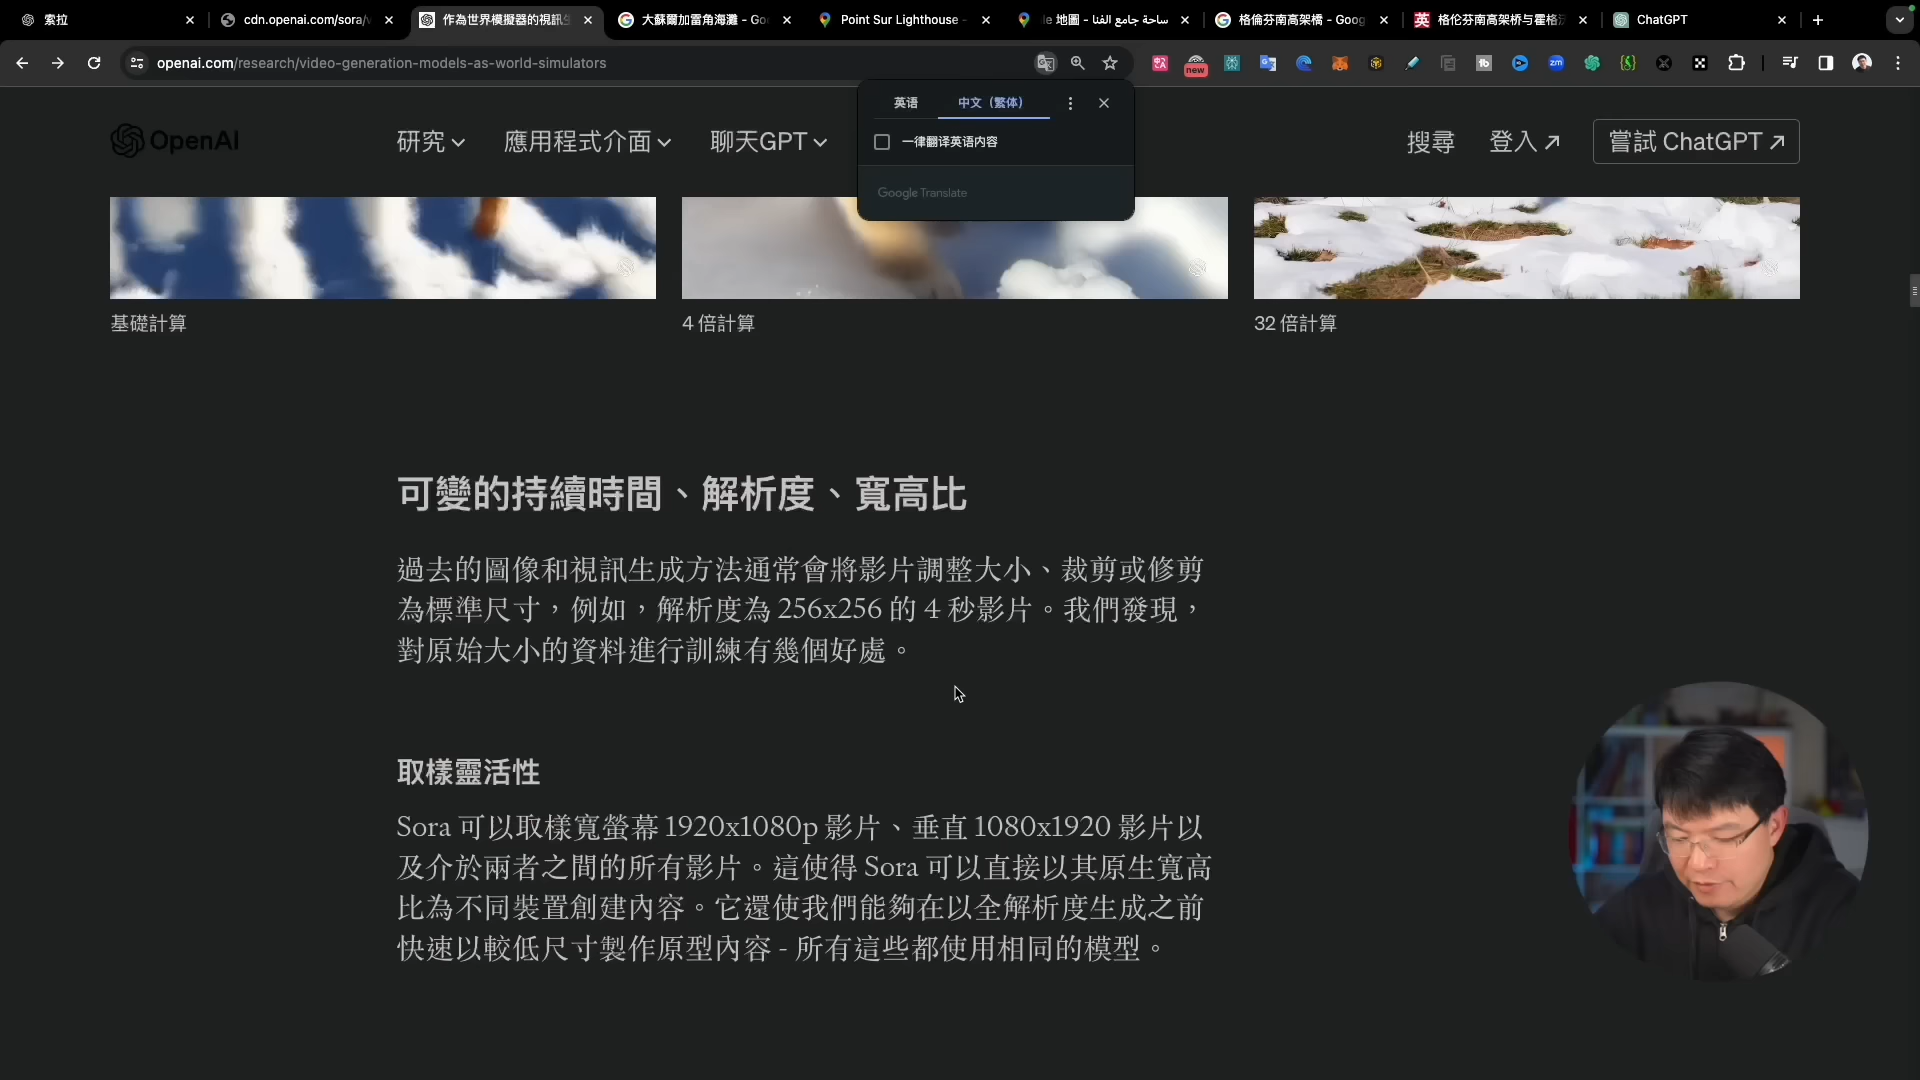 索拉
cdn.openai.com/sora/v
作為世界模擬器的視訊生
大蘇爾加雷角海灘 - Goo
Point Sur Lighthouse -
le 地圖 - ساحة جامع الفنا
格倫芬南高架橋 - Goog
格伦芬南高架桥与霍格沃
ChatGPT
openai.com/research/video-generation-models-as-world-simulators
new
英语
中文（繁体）
一律翻译英语内容
Google Translate
OpenAI
研究
應用程式介面
聊天GPT
搜尋
登入
嘗試 ChatGPT
基礎計算
4 倍計算
32 倍計算
可變的持續時間、解析度、寬高比
過去的圖像和視訊生成方法通常會將影片調整大小、裁剪或修剪
為標準尺寸，例如，解析度為 256x256 的 4 秒影片。我們發現，
對原始大小的資料進行訓練有幾個好處。
取樣靈活性
Sora 可以取樣寬螢幕 1920x1080p 影片、垂直 1080x1920 影片以
及介於兩者之間的所有影片。這使得 Sora 可以直接以其原生寬高
比為不同裝置創建內容。它還使我們能夠在以全解析度生成之前
快速以較低尺寸製作原型內容 - 所有這些都使用相同的模型。